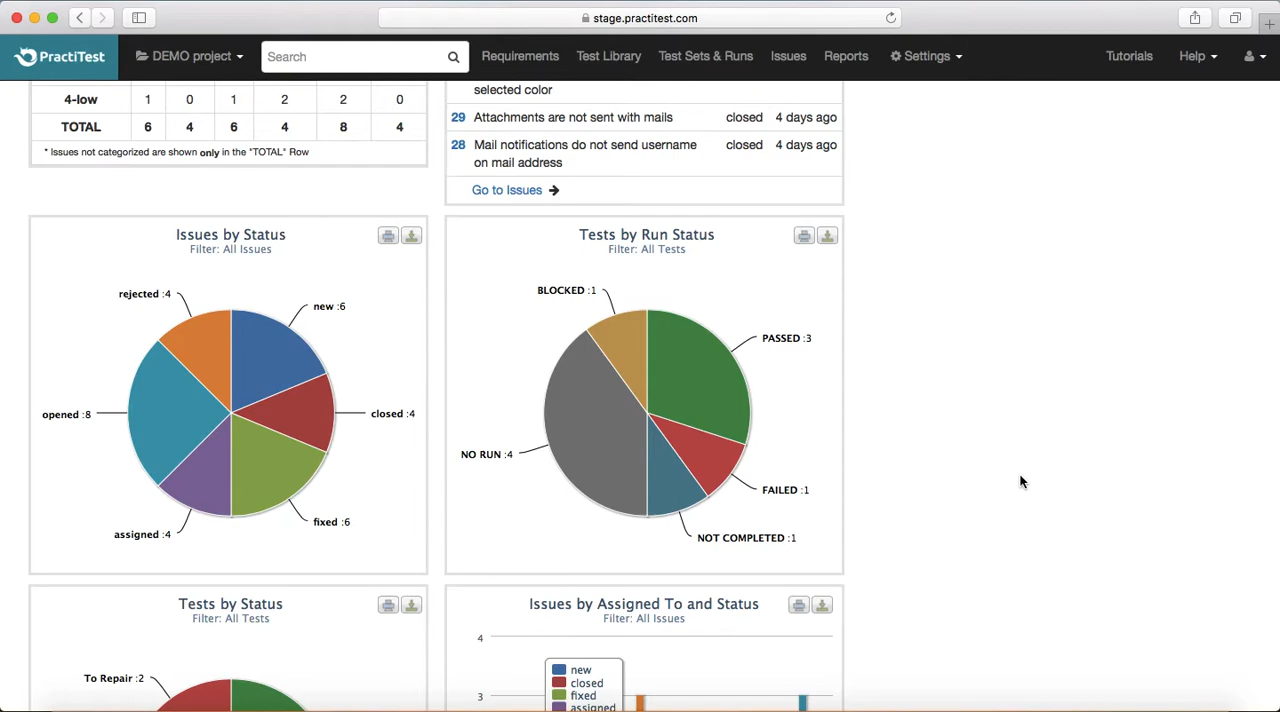 stage.practitest.com
PractiTest
DEMO project
Search
Requirements
Test Library
Test Sets & Runs
Issues
Reports
Settings
Tutorials
Help
4-low 1 0 1 2 2 0
TOTAL 6 4 6 4 8 4
* Issues not categorized are shown only in the "TOTAL" Row
selected color
29 Attachments are not sent with mails closed 4 days ago
28 Mail notifications do not send username closed 4 days ago
on mail address
Go to Issues
Issues by Status
Filter: All Issues
rejected :4
new :6
opened :8
closed :4
assigned :4
fixed :6
Tests by Run Status
Filter: All Tests
BLOCKED :1
PASSED :3
NO RUN :4
FAILED :1
NOT COMPLETED :1
Tests by Status
Filter: All Tests
To Repair :2
Issues by Assigned To and Status
Filter: All Issues
4
3
new
closed
fixed
assigned